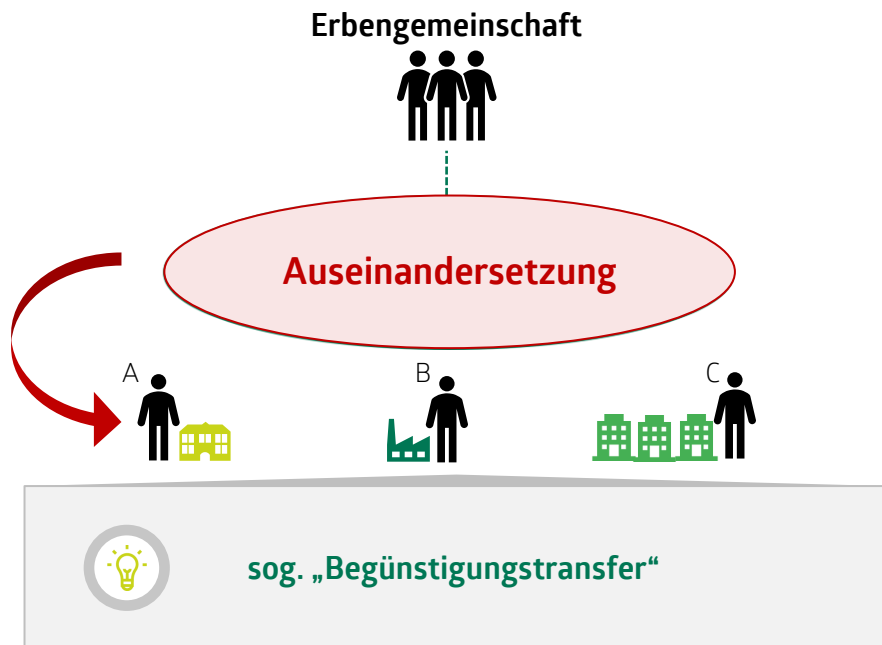 Erbengemeinschaft
Auseinandersetzung
A
B
C
sog. „Begünstigungstransfer“